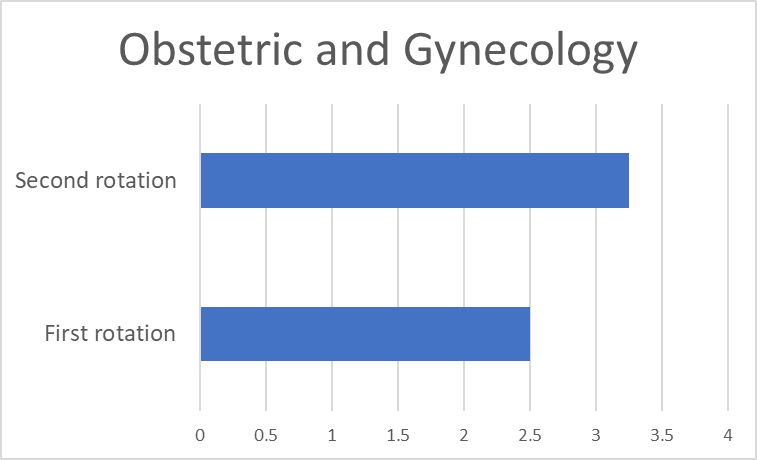 Obstetric and Gynecology
Second rotation
First rotation
0 0.5 1 1.5 2 2.5 3 3.5 4